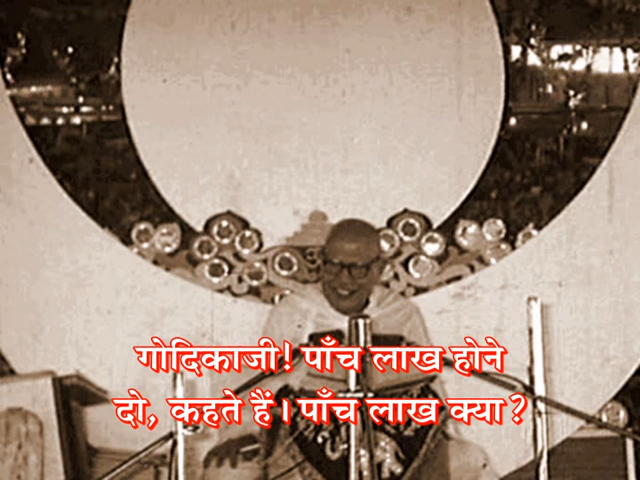 गोदिकाजी! पाँच लाख होने
दो, कहते हैं। पाँच लाख क्या?